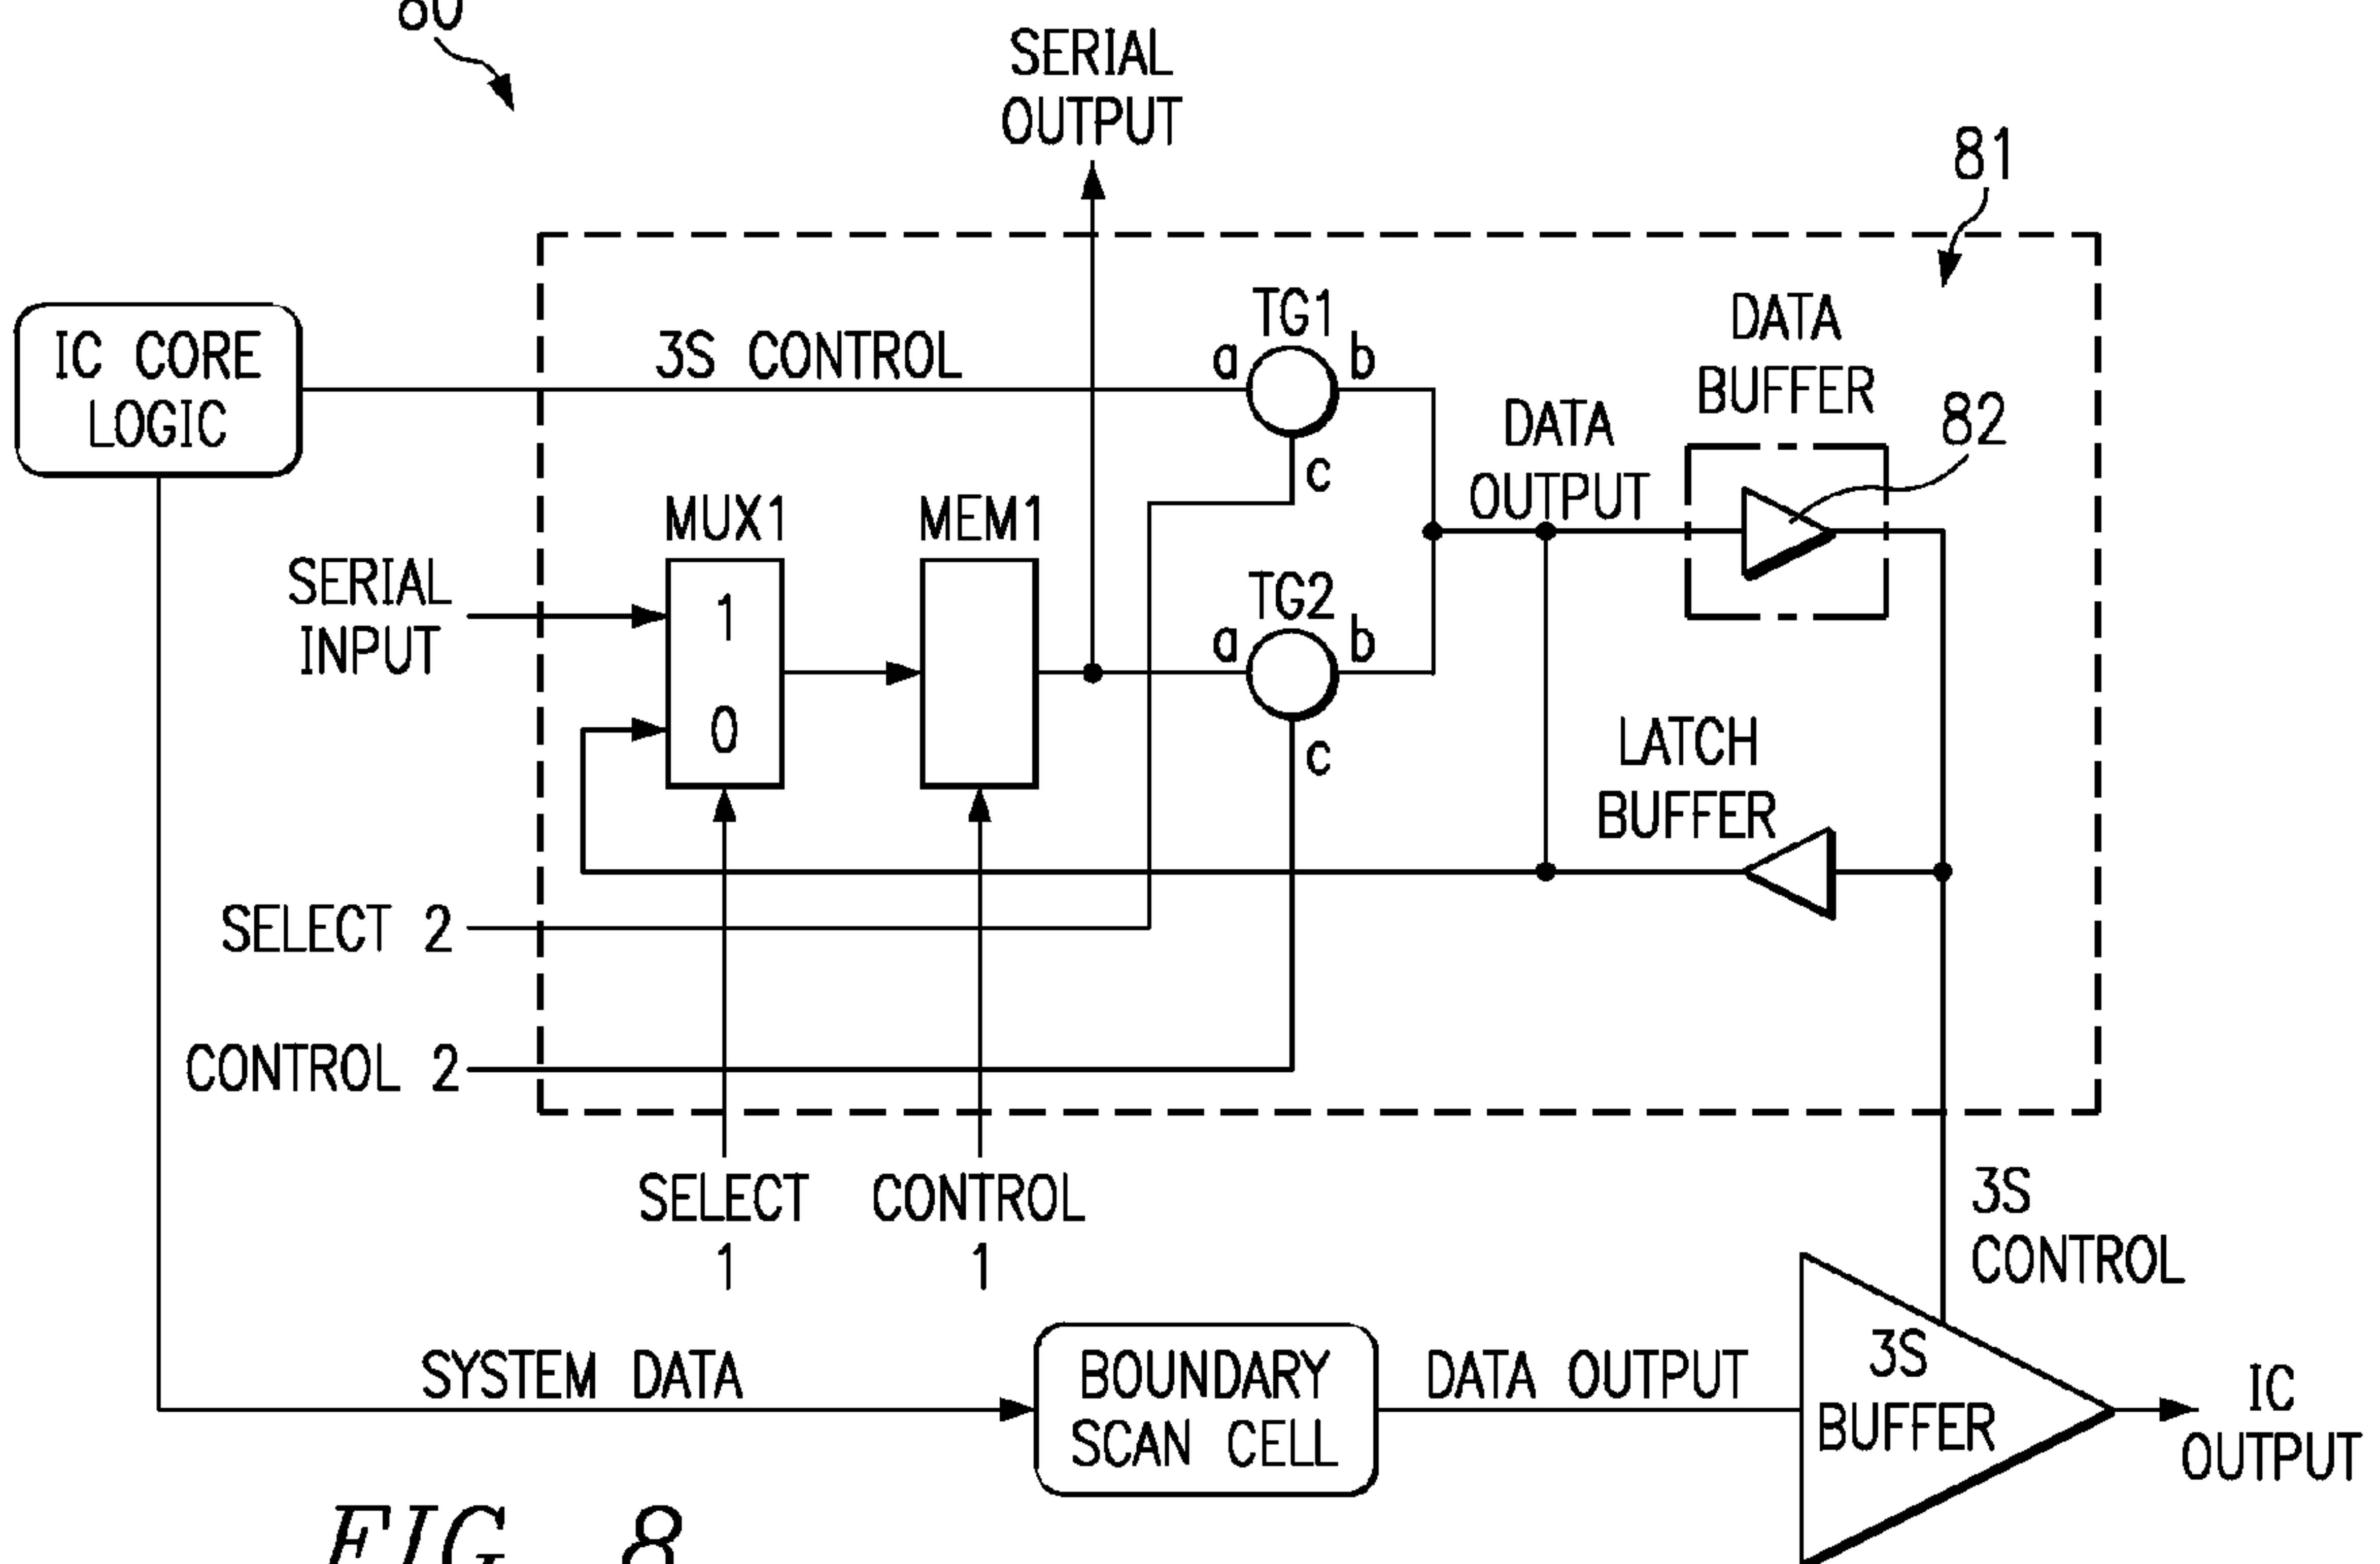 80
SERIAL
OUTPUT
81
IC CORE
LOGIC
3S CONTROL
TG1
a
b
c
DATA
BUFFER
82
DATA
OUTPUT
MUX1
1
0
MEM1
SERIAL
INPUT
TG2
a
b
c
LATCH
BUFFER
SELECT 2
CONTROL 2
SELECT
1
CONTROL
1
3S
CONTROL
SYSTEM DATA
BOUNDARY
SCAN CELL
DATA OUTPUT
3S
BUFFER
IC
OUTPUT
FIG. 8